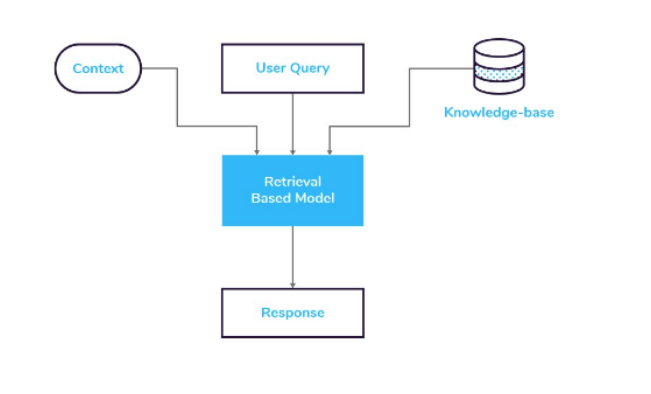 Context
User Query
Knowledge-base
Retrieval
Based Model
Response